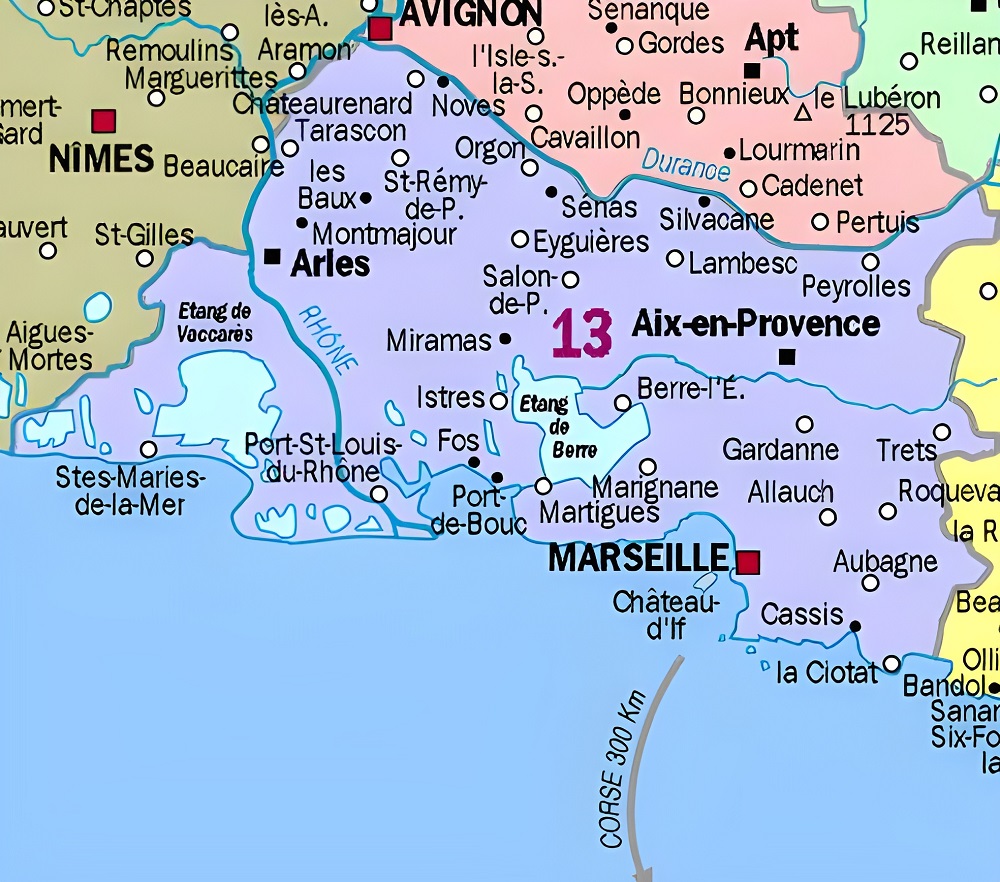 St-Chaptes
lès-A.
AVIGNON
Sénanque
Gordes
Apt
Reillan
Remoulins
Aramon
l'Isle-s.-
la-S.
Marguerittes
Chateaurenard
Noves
Oppède
Bonnieux
le Lubéron
1125
mert-
Gard
NÎMES
Beaucaire
Tarascon
Orgon
Cavaillon
Durance
Lourmarin
Cadenet
les
Baux
St-Rémy-
de-P.
Sénas
Silvacane
Pertuis
auvert
St-Gilles
Montmajour
Eyguières
Arles
Lambesc
Peyrolles
Salon-
de-P.
Etang de
Vaccarès
RHÔNE
Aigues-
Mortes
Miramas
13
Aix-en-Provence
Istres
Etang
de
Berre
Berre-l'É.
Port-St-Louis-
du-Rhône
Fos
Gardanne
Trets
Stes-Maries-
de-la-Mer
Port-
de-Bouc
Marignane
Martigues
Allauch
Roqueva
la R
MARSEILLE
Aubagne
Château-
d'If
Cassis
Bea
la Ciotat
Olli
Bandol
Sanar
Six-Fo
la
CORSE 300 Km